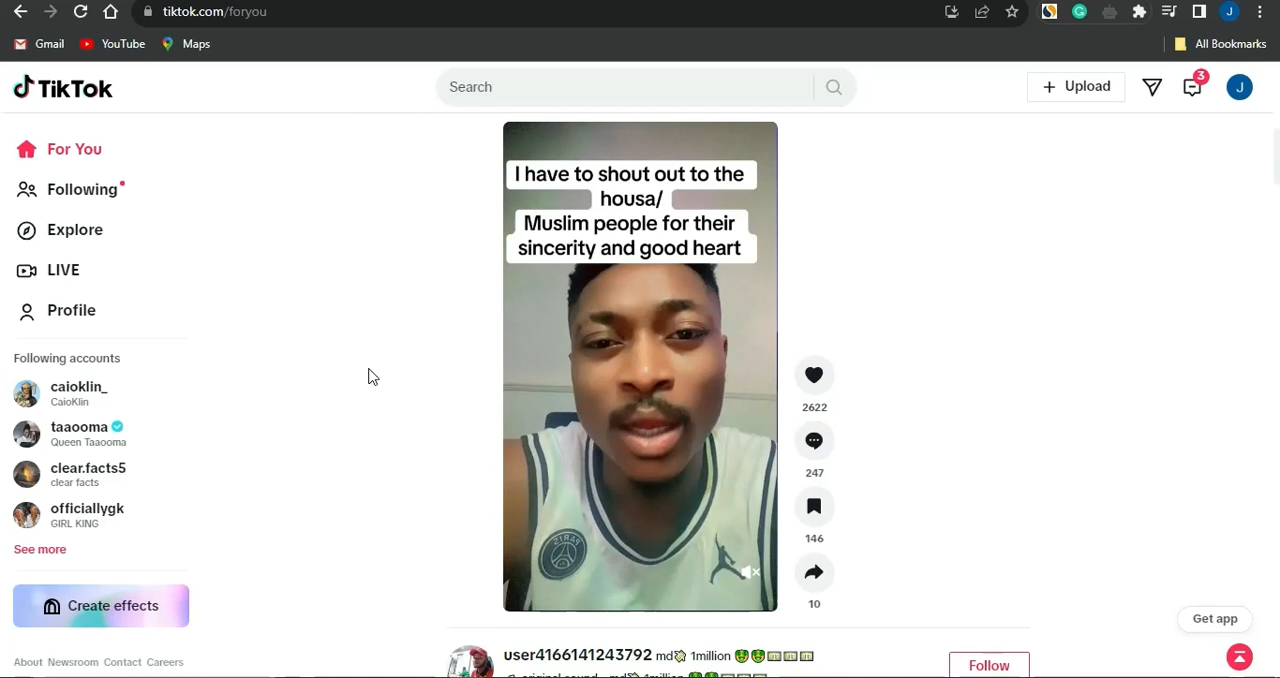 tiktok.com/foryou
J
Gmail
YouTube
Maps
All Bookmarks
TikTok
Search
Upload
3
J
For You
Following
Explore
LIVE
Profile
Following accounts
caioklin_
CaioKlin
taaooma
Queen Taaooma
clear.facts5
clear facts
officiallygk
GIRL KING
See more
Create effects
About Newsroom Contact Careers
I have to shout out to the
housa/
Muslim people for their
sincerity and good heart
PARIS
2622
247
146
10
Get app
user4166141243792 md💸 1million 🤑🤑💵💵💵
Follow